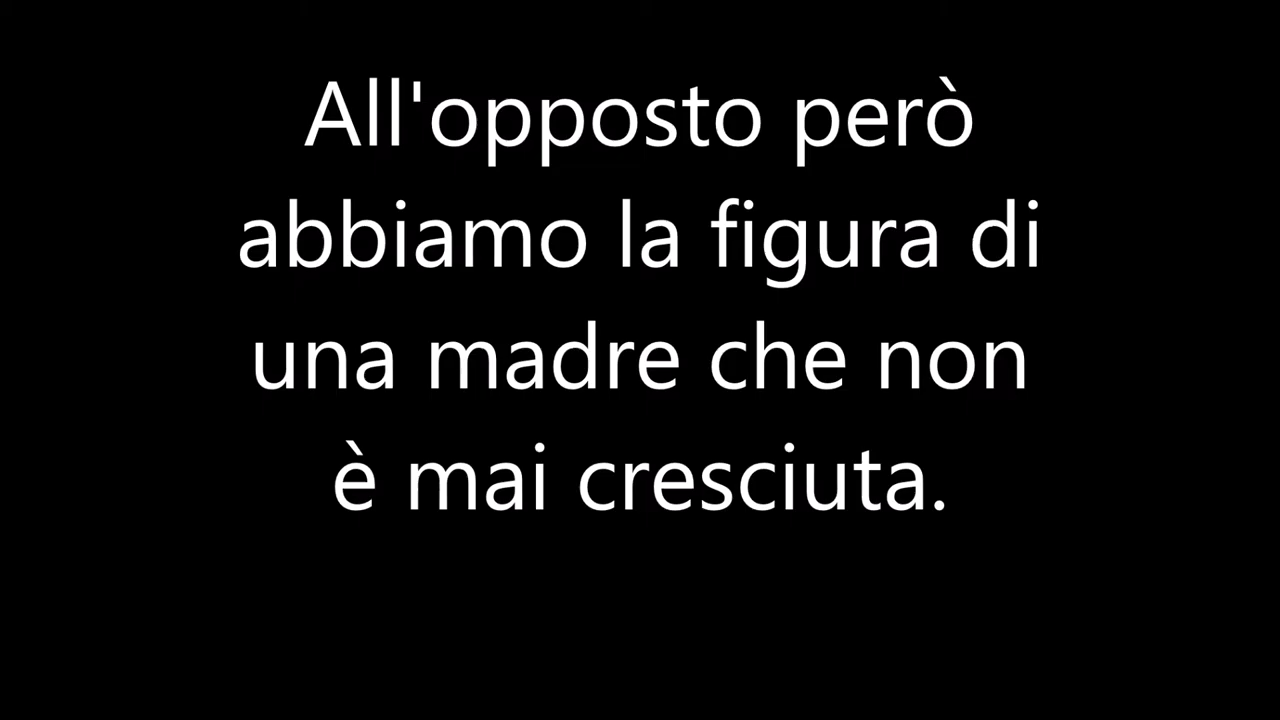 All'opposto però
abbiamo la figura di
una madre che non
è mai cresciuta.